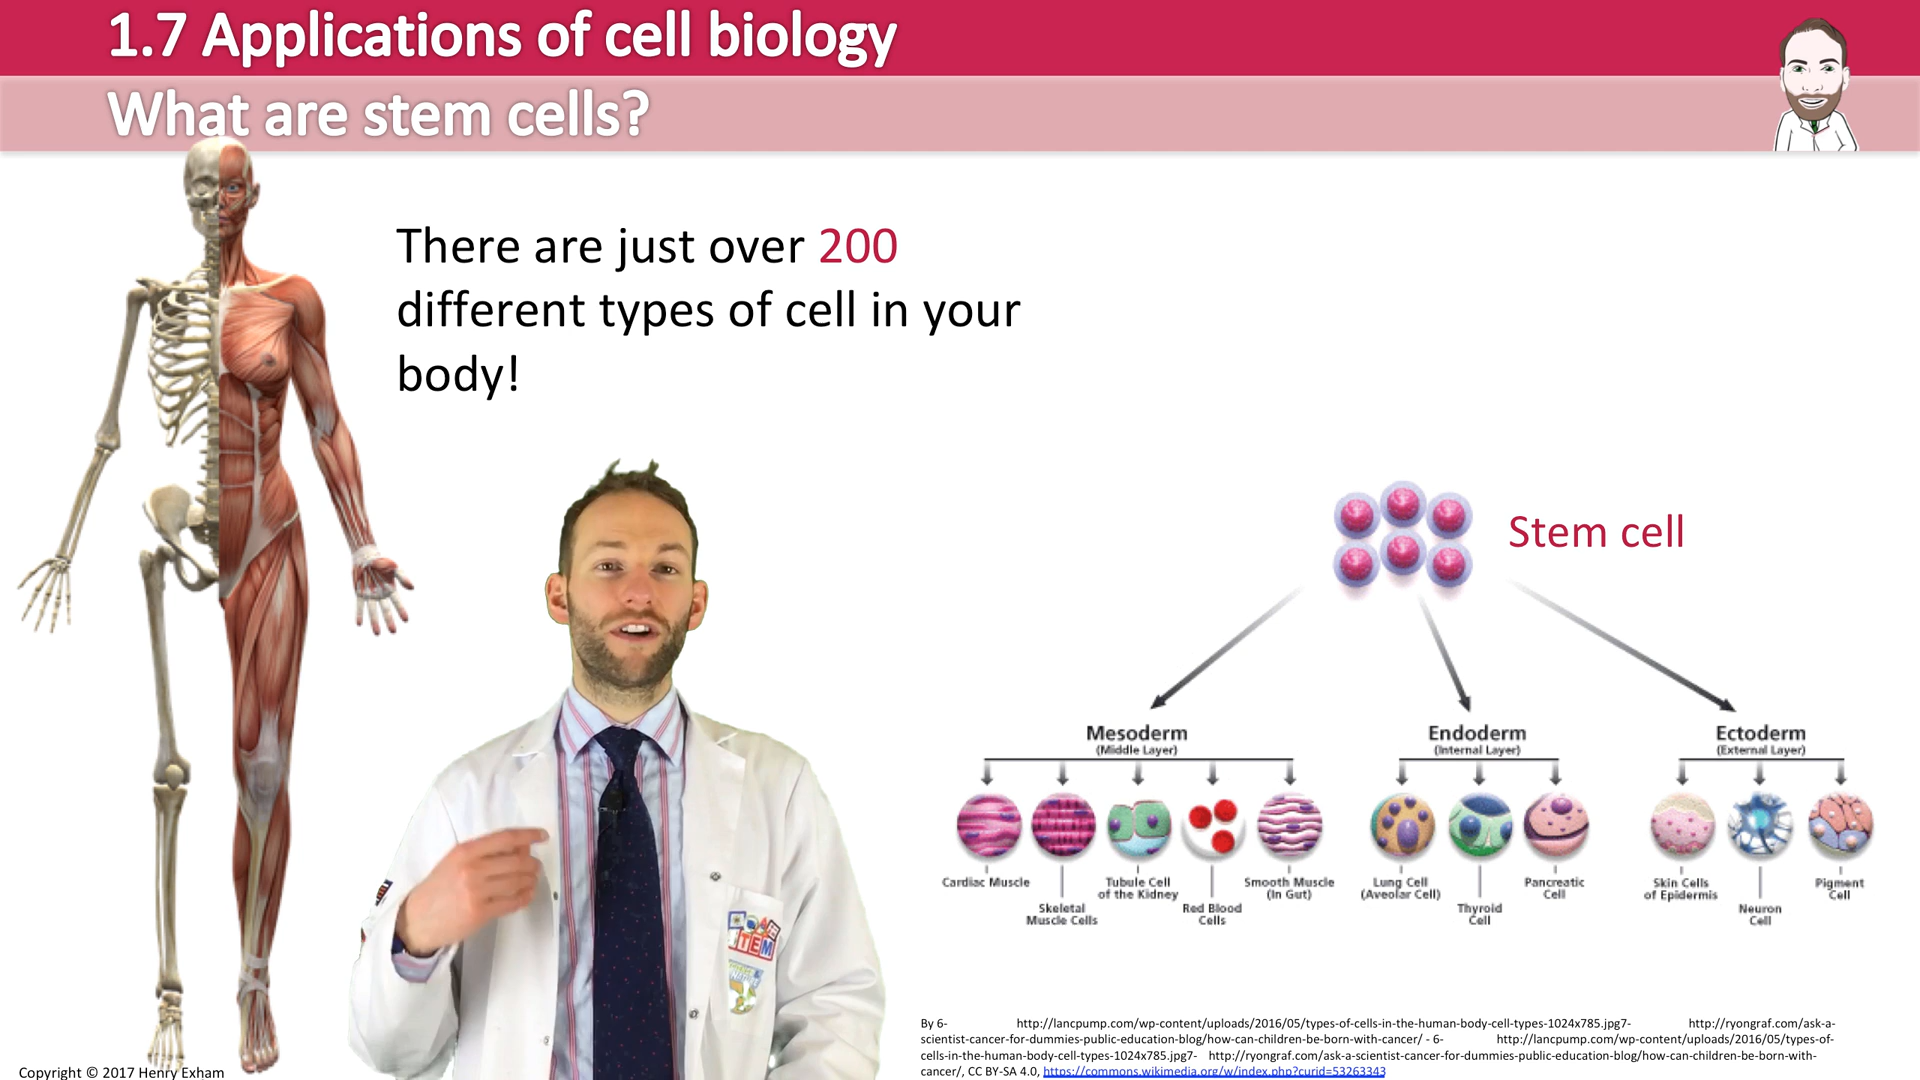 1.7 Applications of cell biology
What are stem cells?
There are just over 200
different types of cell in your
body!
Stem cell
Mesoderm
(Middle Layer)
Endoderm
(Internal Layer)
Ectoderm
(External Layer)
Cardiac Muscle
Skeletal
Muscle Cells
Tubule Cell
of the Kidney
Red Blood
Cells
Smooth Muscle
(In Gut)
Lung Cell
(Aveolar Cell)
Thyroid
Cell
Pancreatic
Cell
Skin Cells
of Epidermis
Neuron
Cell
Pigment
Cell
STEM
By 6- http://lancpump.com/wp-content/uploads/2016/05/types-of-cells-in-the-human-body-cell-types-1024x785.jpg7- http://ryongraf.com/ask-a-
scientist-cancer-for-dummies-public-education-blog/how-can-children-be-born-with-cancer/ - 6- http://lancpump.com/wp-content/uploads/2016/05/types-of-
cells-in-the-human-body-cell-types-1024x785.jpg7- http://ryongraf.com/ask-a-scientist-cancer-for-dummies-public-education-blog/how-can-children-be-born-with-
cancer/, CC BY-SA 4.0, https://commons.wikimedia.org/w/index.php?curid=53263343
Copyright © 2017 Henry Exham